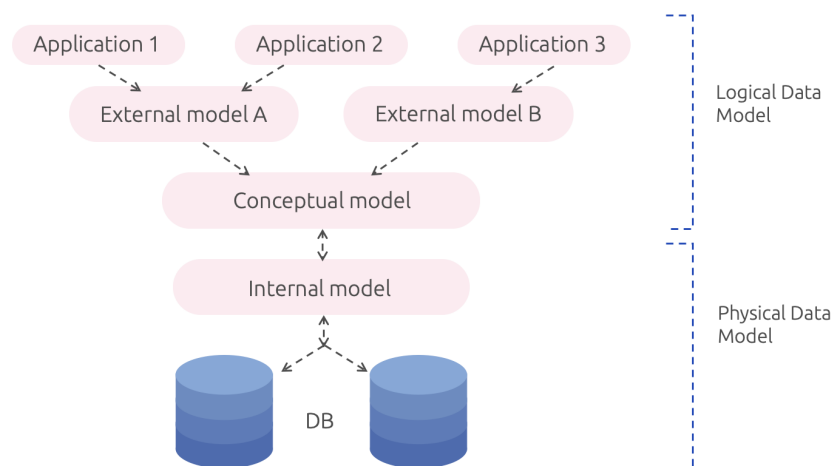 Application 1
Application 2
Application 3
External model A
External model B
Logical Data
Model
Conceptual model
Internal model
Physical Data
Model
DB